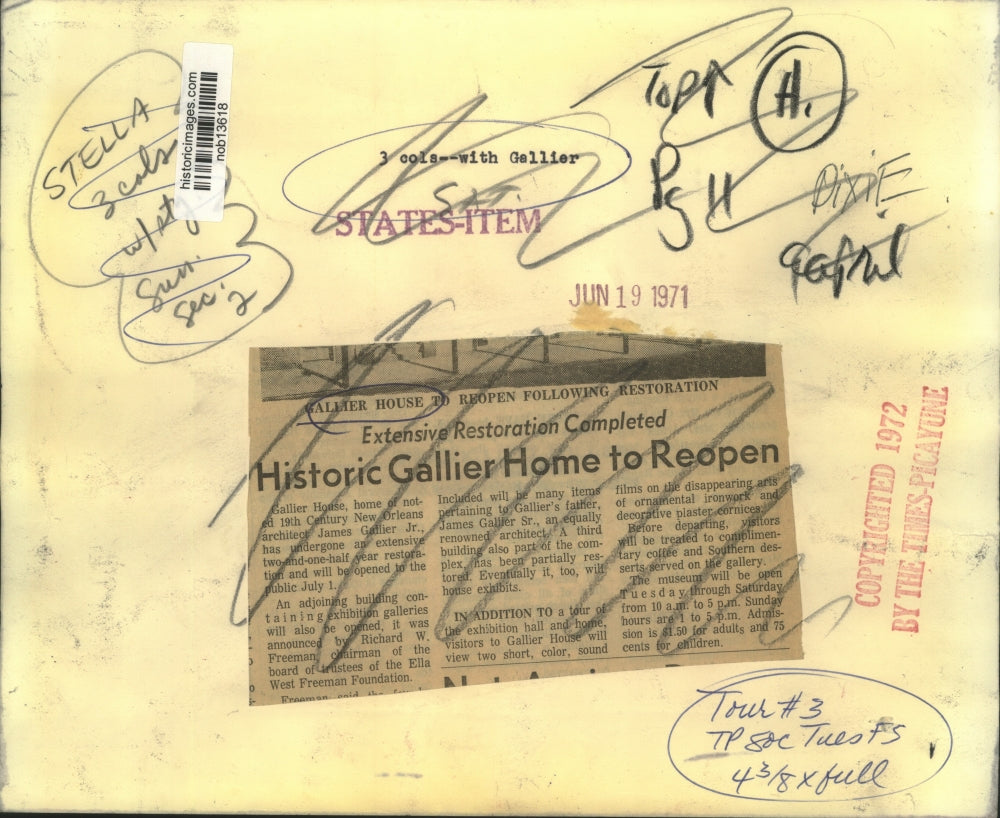 STELLA
3 cols
Sun.
Sec. 2
historicimages.com
nob13618
3 cols--with Gallier
SAT.
STATES-ITEM
TOP↑
H.
Pg H
DIXIE
JUN 19 1971
GALLIER HOUSE TO REOPEN FOLLOWING RESTORATION
Extensive Restoration Completed
Historic Gallier Home to Reopen
Gallier House, home of not-
ed 19th Century New Orleans
architect James Gallier Jr.,
has undergone an extensive
two-and-one-half year restora-
tion and will be opened to the
public July 1.
An adjoining building con-
taining exhibition galleries
will also be opened, it was
announced by Richard W.
Freeman, chairman of the
board of trustees of the Ella
West Freeman Foundation.
Freeman said the
Included will be many items
pertaining to Gallier's father,
James Gallier Sr., an equally
renowned architect. A third
building also part of the com-
plex, has been partially res-
tored. Eventually it, too, will
house exhibits.
IN ADDITION TO a tour of
the exhibition hall and home,
visitors to Gallier House will
view two short, color, sound
films on the disappearing arts
of ornamental ironwork and
decorative plaster cornices.
Before departing, visitors
will be treated to complimen-
tary coffee and Southern des-
serts served on the gallery.
The museum will be open
Tuesday through Saturday
from 10 a.m. to 5 p.m. Sunday
hours are 1 to 5 p.m. Admis-
sion is $1.50 for adults and 75
cents for children.
COPYRIGHTED 1972
BY THE TIMES-PICAYUNE
Tour #3
TP Soc Tues FS
4 3/8 x full